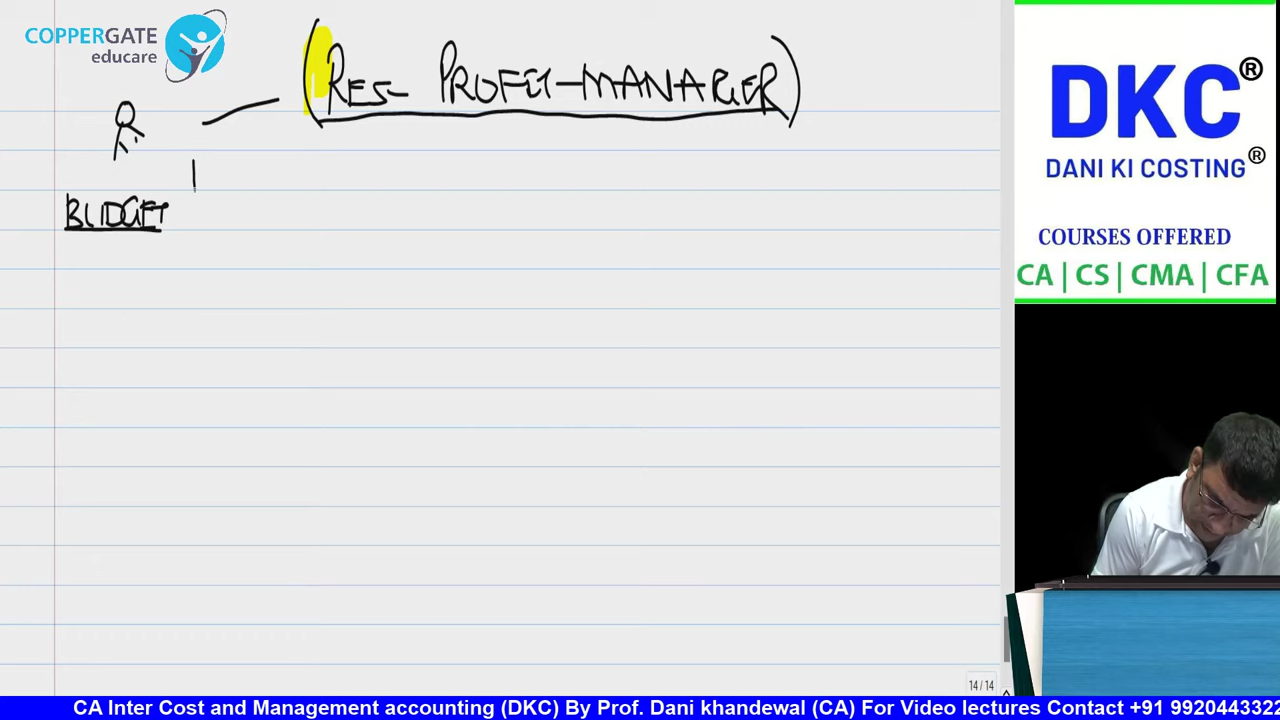 COPPERGATE
educare
(RES- PROFIT-MANAGER)
BUDGET
DKC®
DANI KI COSTING®
COURSES OFFERED
CA | CS | CMA | CFA
14 / 14
CA Inter Cost and Management accounting (DKC) By Prof. Dani khandewal (CA) For Video lectures Contact +91 9920443322